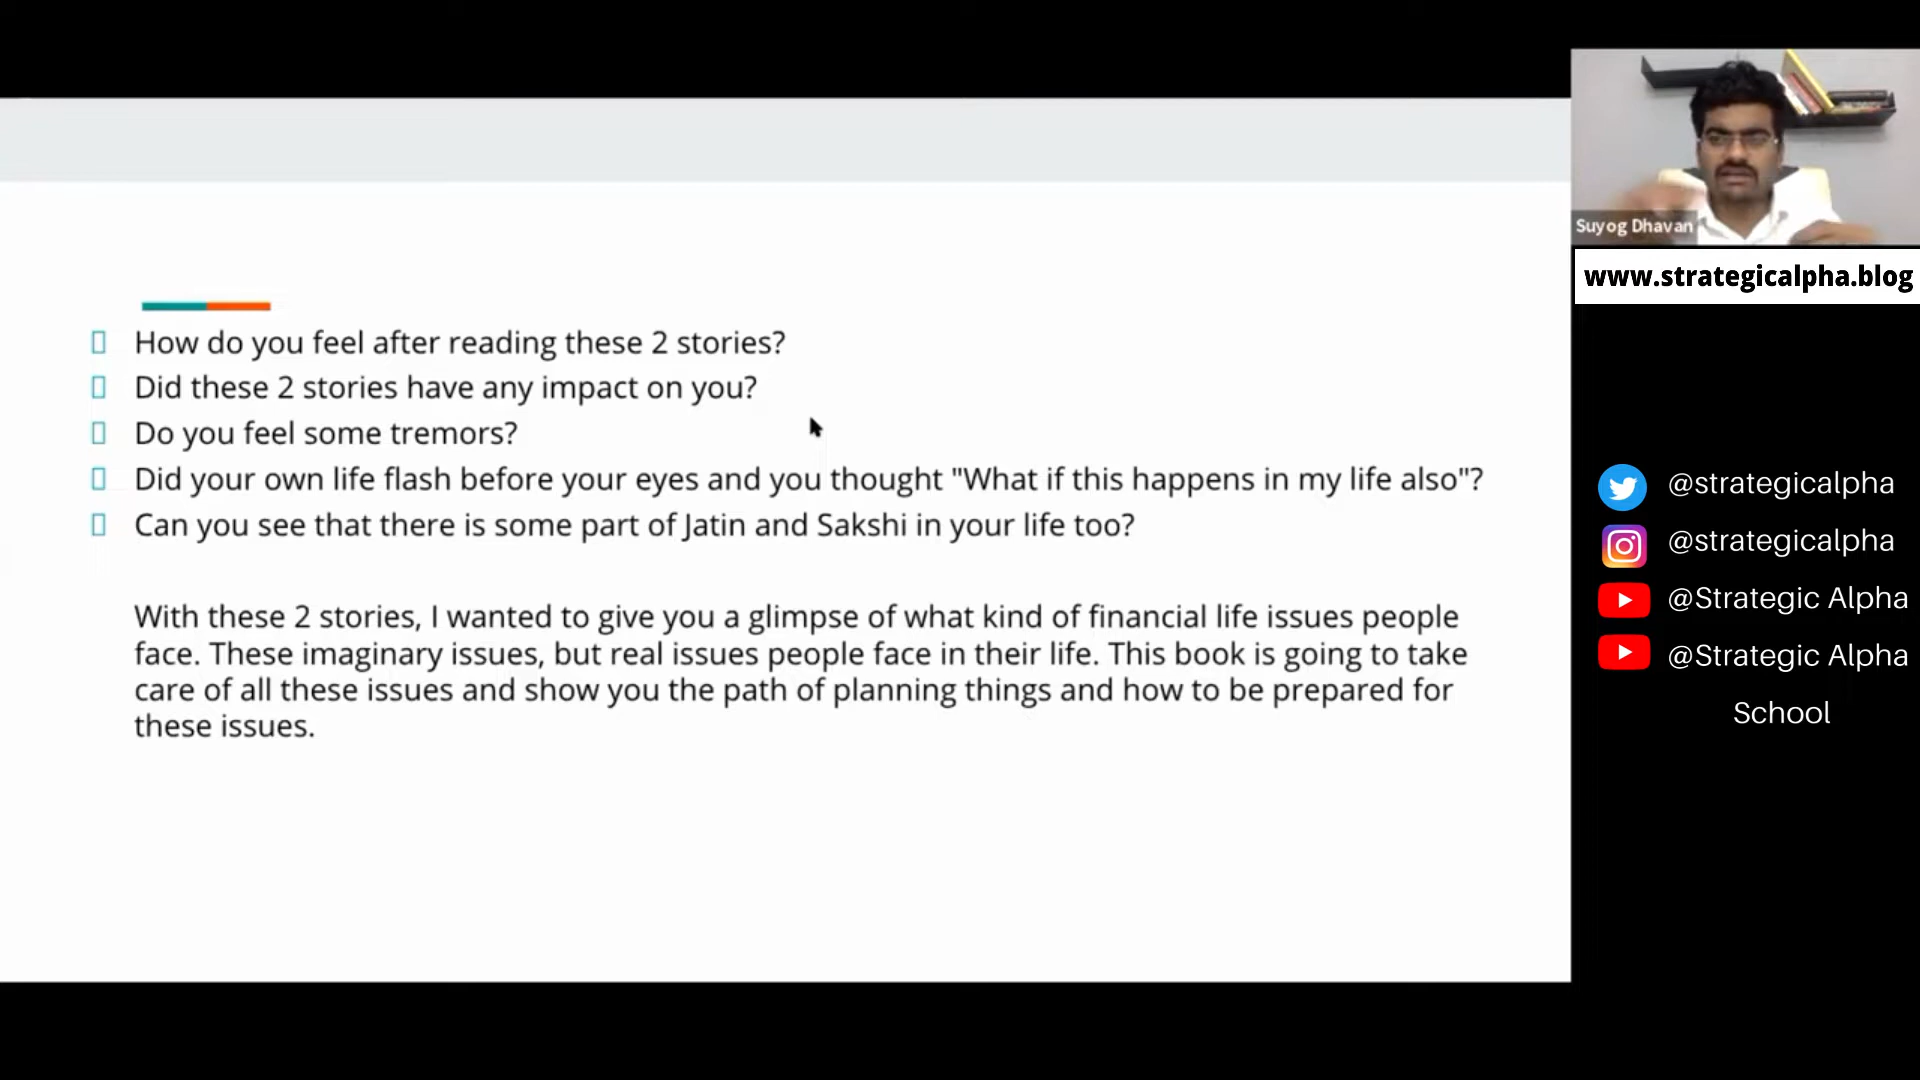 How do you feel after reading these 2 stories?
Did these 2 stories have any impact on you?
Do you feel some tremors?
Did your own life flash before your eyes and you thought "What if this happens in my life also"?
Can you see that there is some part of Jatin and Sakshi in your life too?
With these 2 stories, I wanted to give you a glimpse of what kind of financial life issues people
face. These imaginary issues, but real issues people face in their life. This book is going to take
care of all these issues and show you the path of planning things and how to be prepared for
these issues.
Suyog Dhavan
www.strategicalpha.blog
@strategicalpha
@strategicalpha
@Strategic Alpha
@Strategic Alpha
School